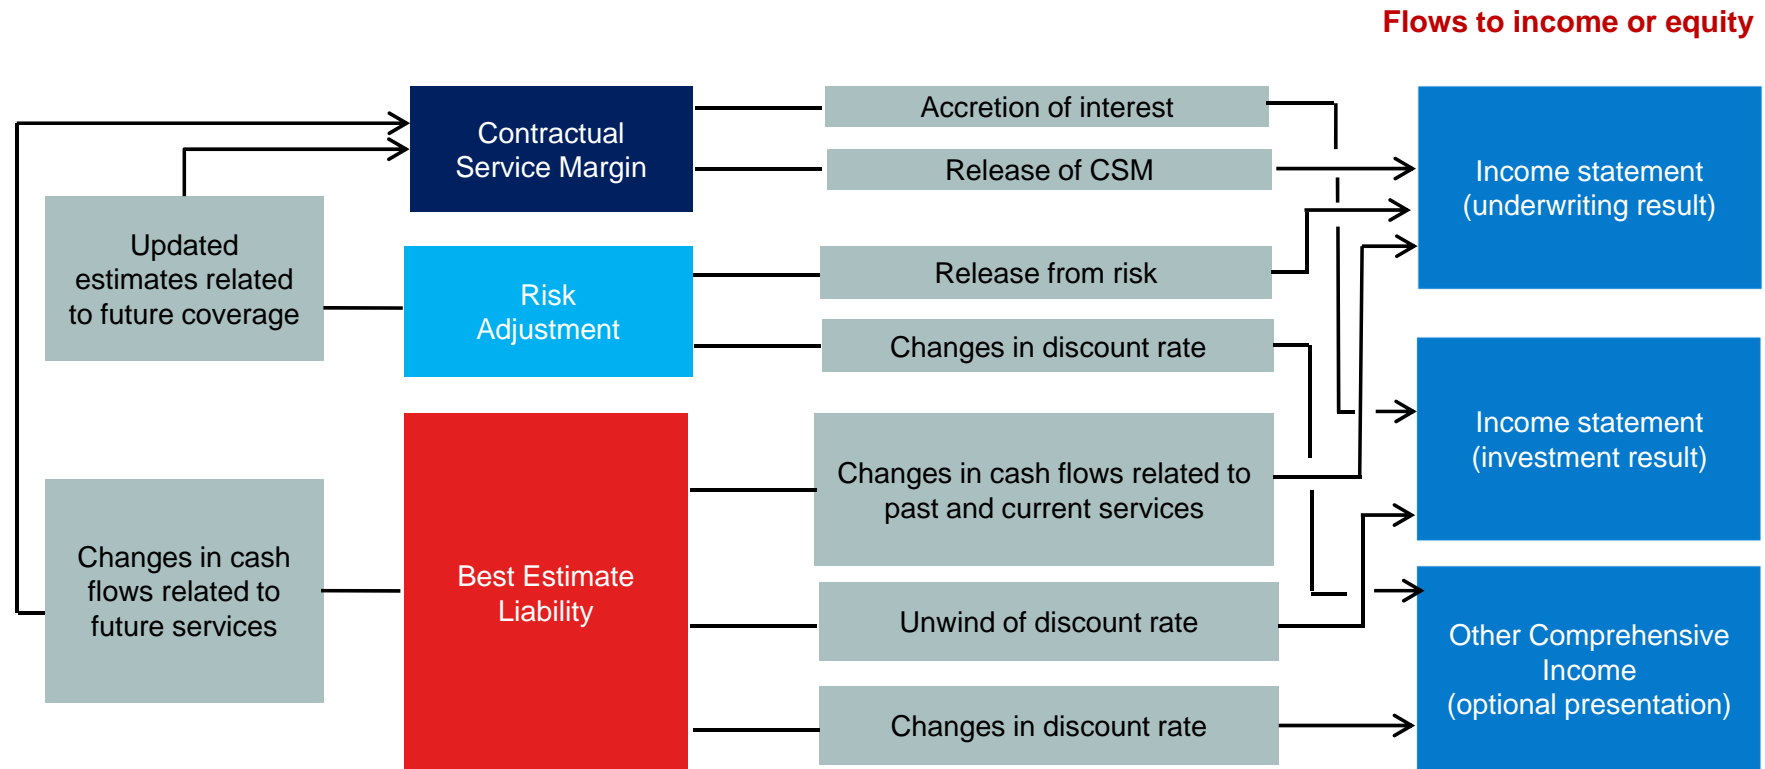 Flows to income or equity
Contractual
Service Margin
Accretion of interest
Release of CSM
Income statement
(underwriting result)
Updated
estimates related
to future coverage
Risk
Adjustment
Release from risk
Changes in discount rate
Income statement
(investment result)
Changes in cash
flows related to
future services
Best Estimate
Liability
Changes in cash flows related to
past and current services
Unwind of discount rate
Changes in discount rate
Other Comprehensive
Income
(optional presentation)